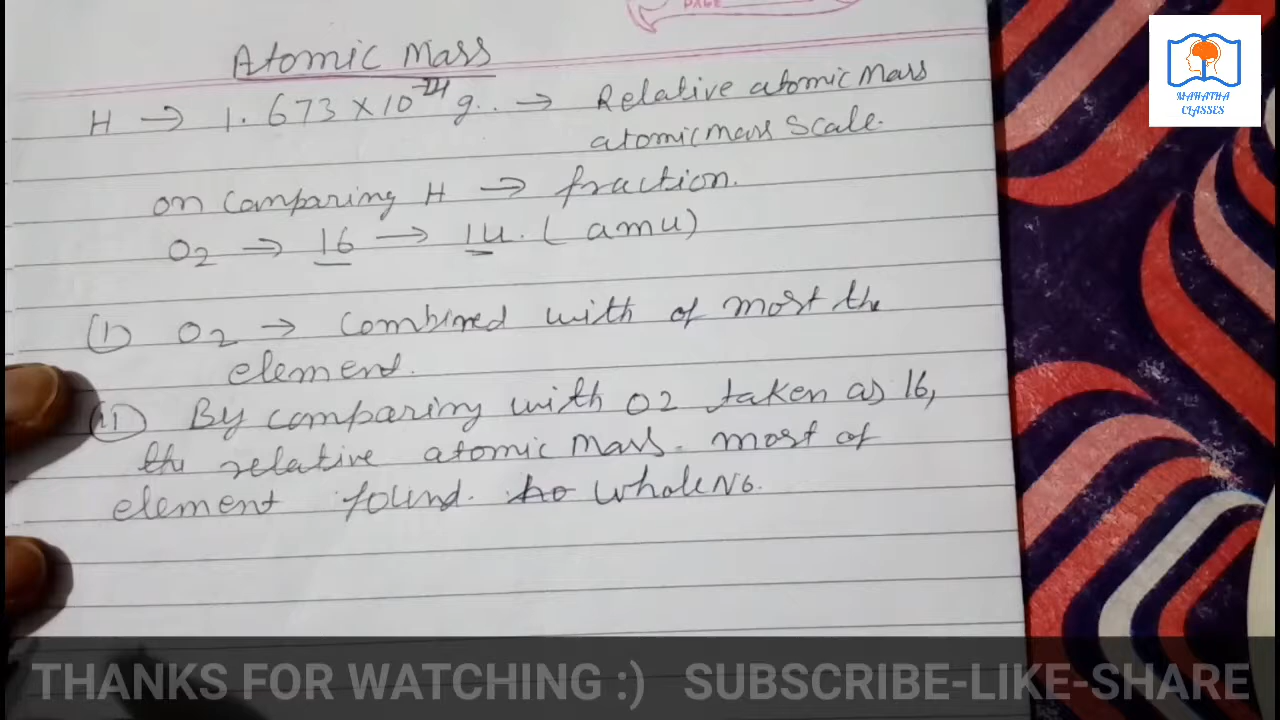 PAGE
Atomic Mass
H → 1.673 × 10⁻²⁴ g.. → Relative atomic Mass
atomic mass scale.
on Comparing H → fraction.
O2 → 16 → 1u. (amu)
(I) O2 → Combined with of most the
element.
(II) By comparing with O2 taken as 16,
the relative atomic Mass. most of
element found. to whole No.
MAHATHA
CLASSES
THANKS FOR WATCHING :) SUBSCRIBE-LIKE-SHARE